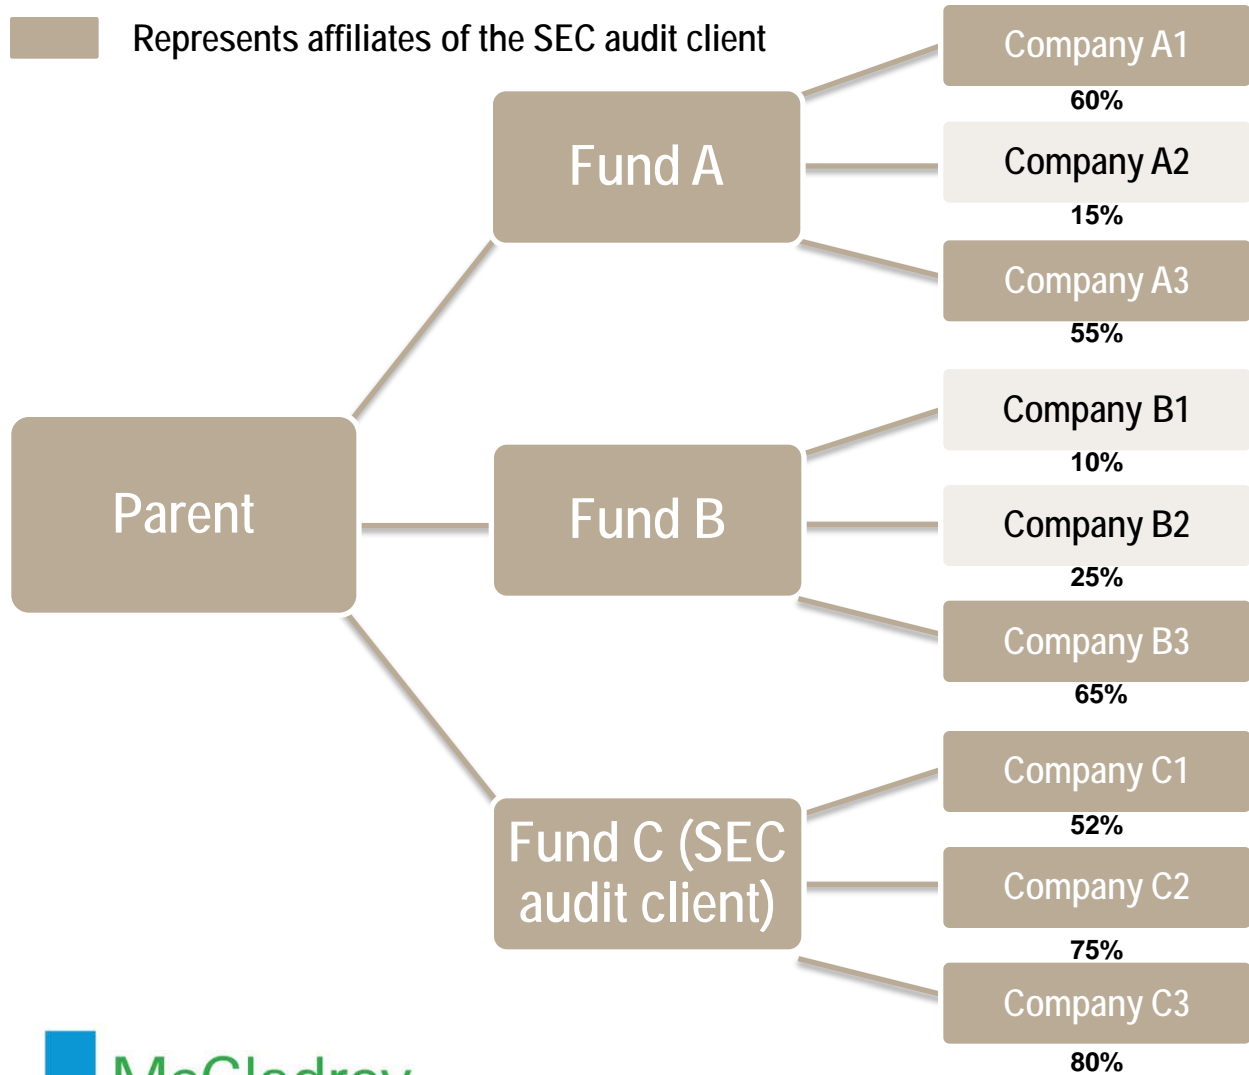 Represents affiliates of the SEC audit client
Parent
Fund A
Company A1
60%
Company A2
15%
Company A3
55%
Fund B
Company B1
10%
Company B2
25%
Company B3
65%
Fund C (SEC
audit client)
Company C1
52%
Company C2
75%
Company C3
80%
McGladrey